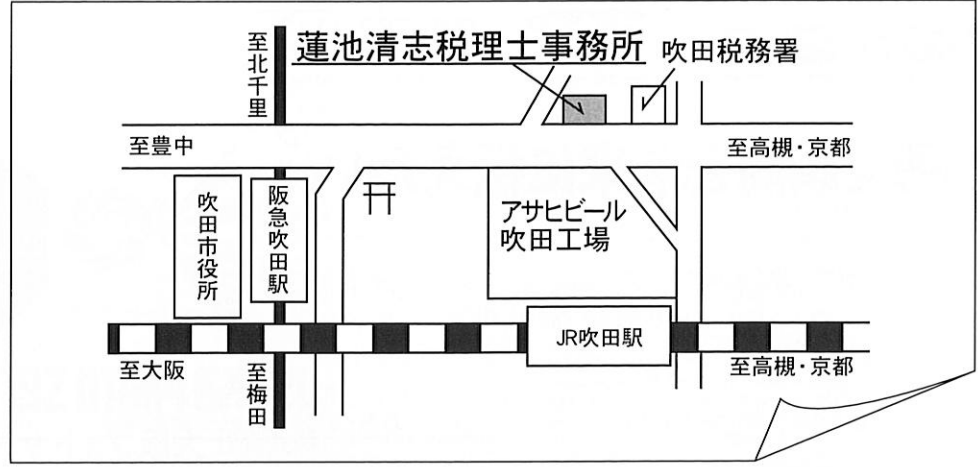 至北千里
蓮池清志税理士事務所
吹田税務署
至豊中
至高槻・京都
吹田市役所
阪急吹田駅
アサヒビール
吹田工場
JR吹田駅
至大阪
至梅田
至高槻・京都